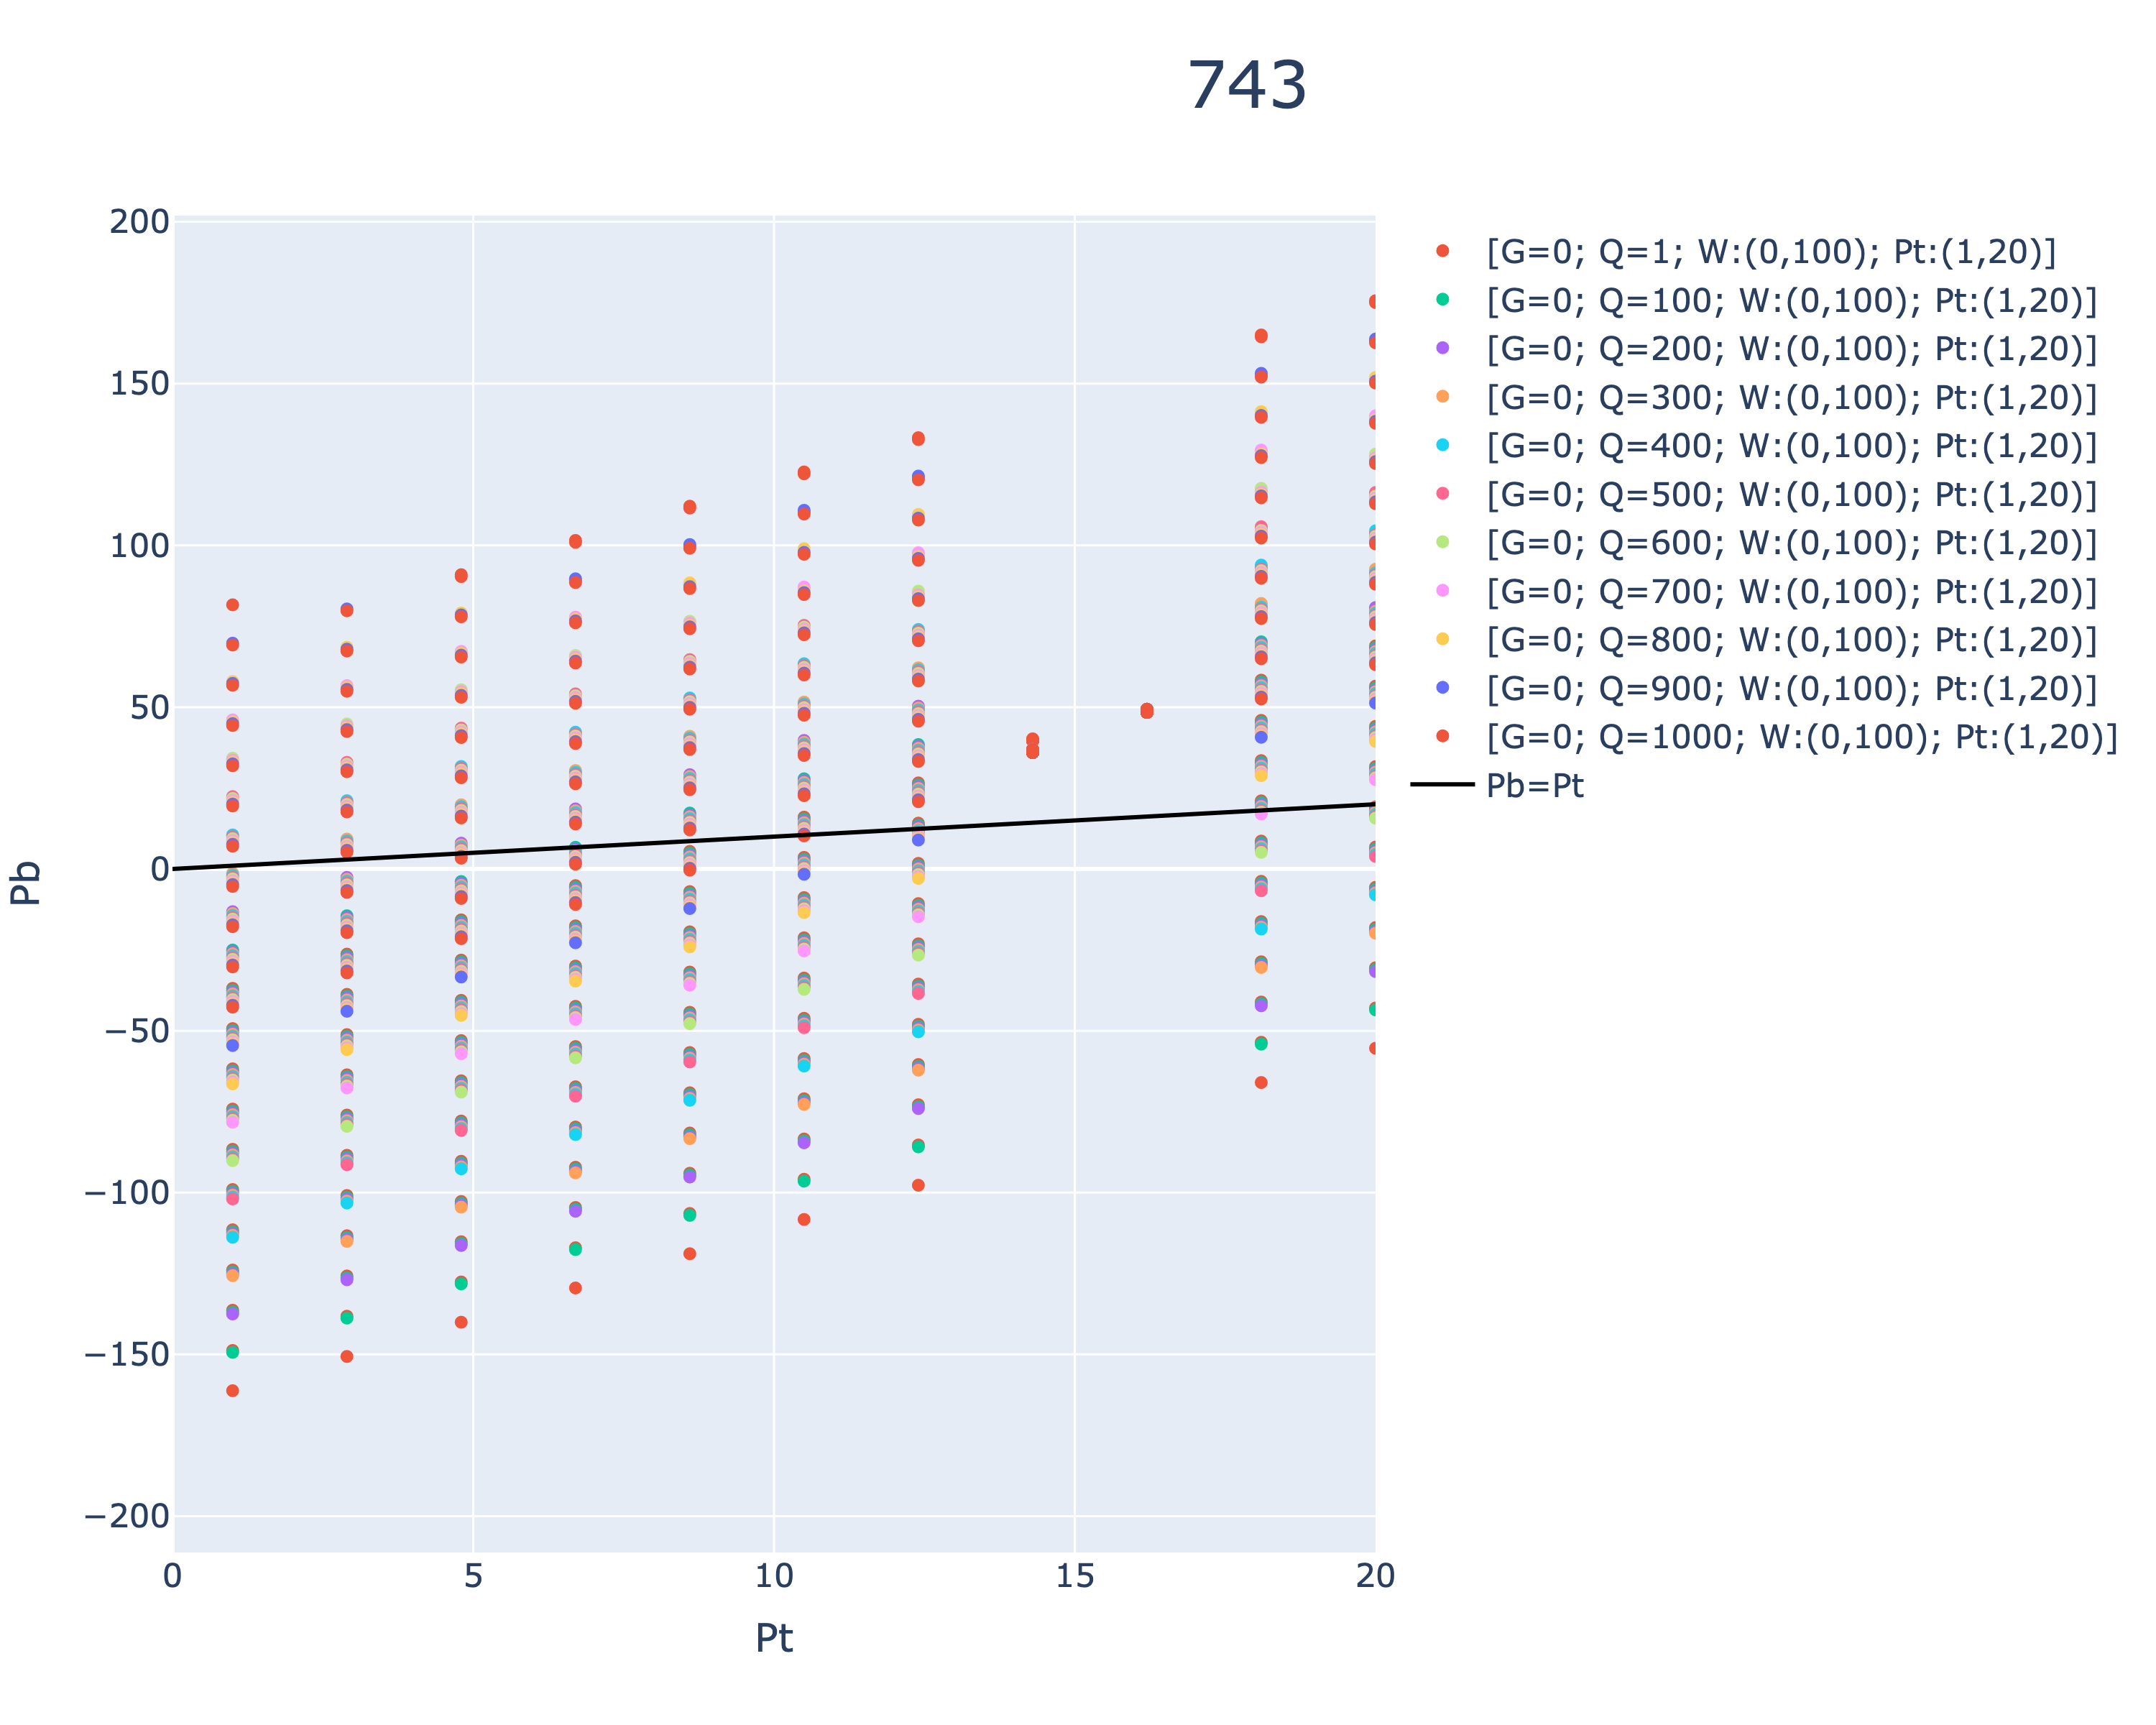 743
200
150
100
50
0
−50
−100
−150
−200
Pb
0 5 10 15 20
Pt
[G=0; Q=1; W:(0,100); Pt:(1,20)]
[G=0; Q=100; W:(0,100); Pt:(1,20)]
[G=0; Q=200; W:(0,100); Pt:(1,20)]
[G=0; Q=300; W:(0,100); Pt:(1,20)]
[G=0; Q=400; W:(0,100); Pt:(1,20)]
[G=0; Q=500; W:(0,100); Pt:(1,20)]
[G=0; Q=600; W:(0,100); Pt:(1,20)]
[G=0; Q=700; W:(0,100); Pt:(1,20)]
[G=0; Q=800; W:(0,100); Pt:(1,20)]
[G=0; Q=900; W:(0,100); Pt:(1,20)]
[G=0; Q=1000; W:(0,100); Pt:(1,20)]
Pb=Pt